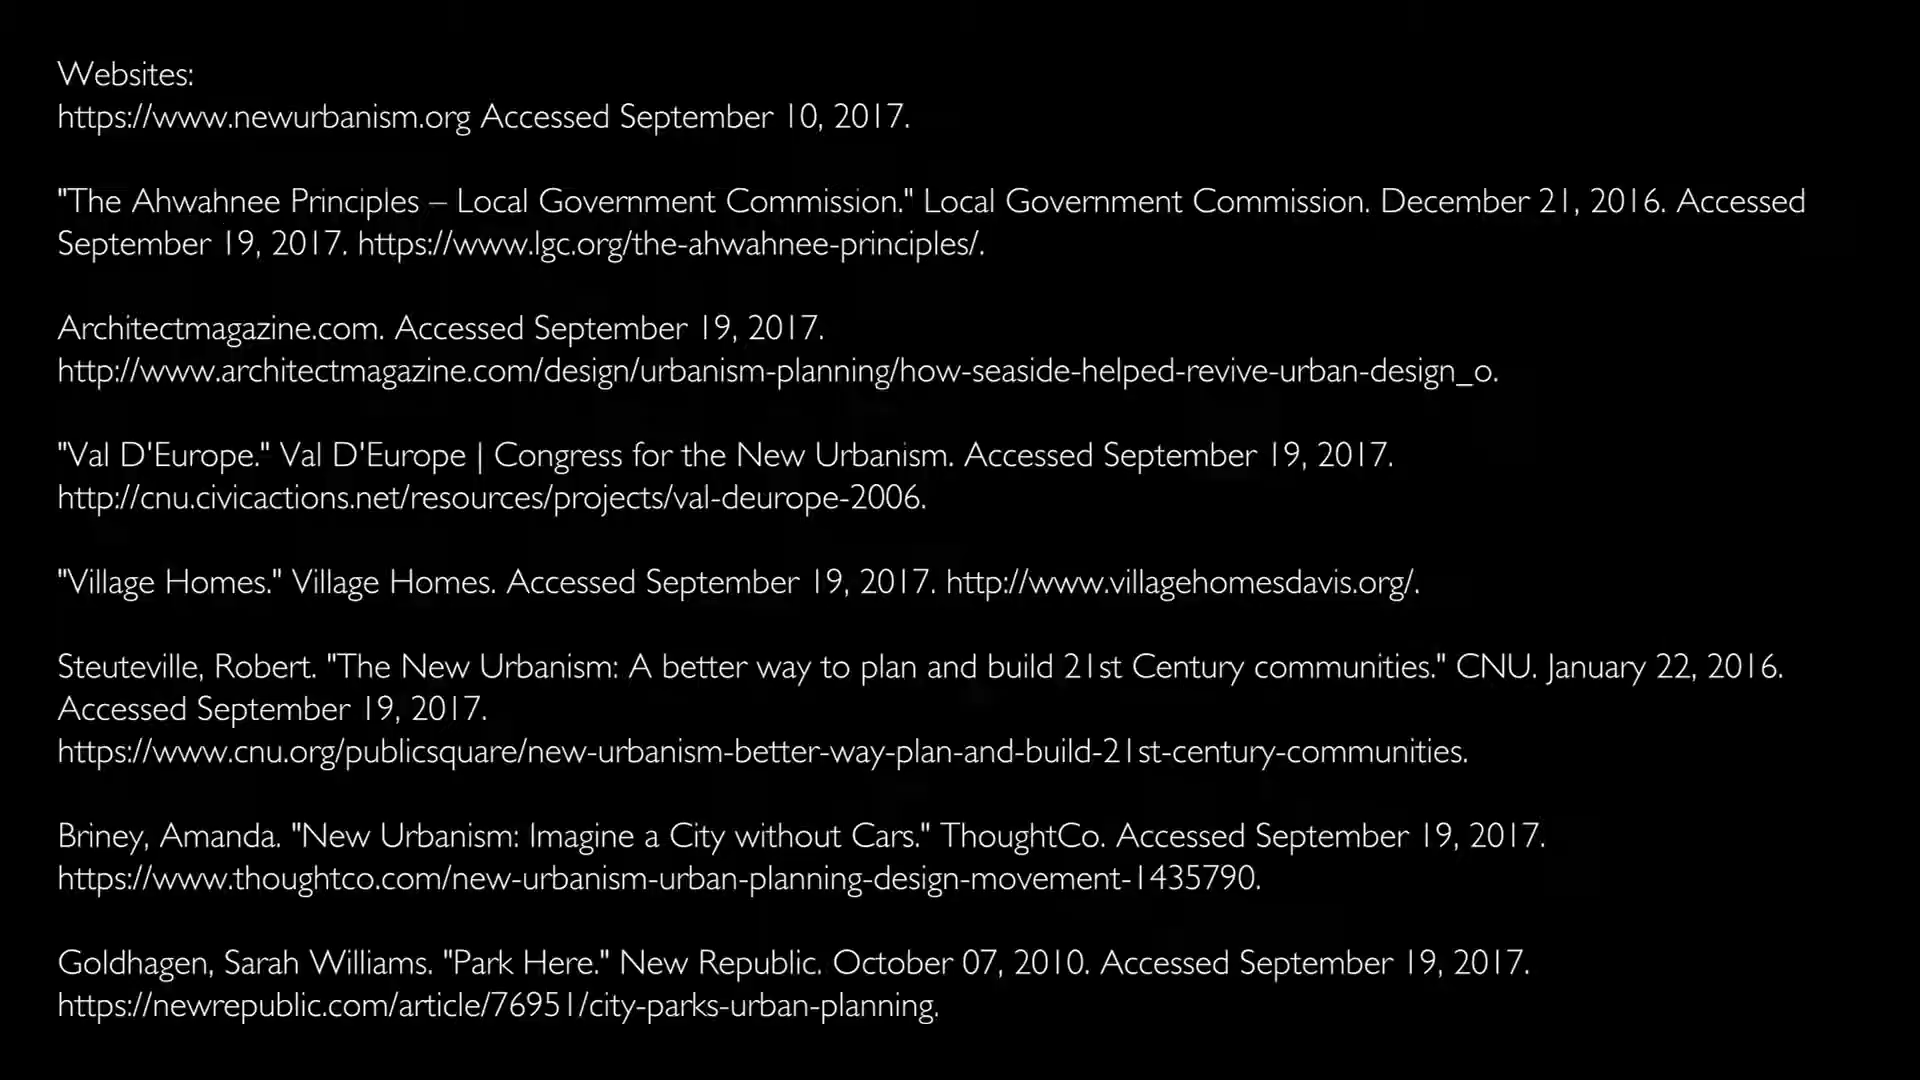 Websites:
https://www.newurbanism.org Accessed September 10, 2017.
"The Ahwahnee Principles – Local Government Commission." Local Government Commission. December 21, 2016. Accessed
September 19, 2017. https://www.lgc.org/the-ahwahnee-principles/.
Architectmagazine.com. Accessed September 19, 2017.
http://www.architectmagazine.com/design/urbanism-planning/how-seaside-helped-revive-urban-design_o.
"Val D'Europe." Val D'Europe | Congress for the New Urbanism. Accessed September 19, 2017.
http://cnu.civicactions.net/resources/projects/val-deurope-2006.
"Village Homes." Village Homes. Accessed September 19, 2017. http://www.villagehomesdavis.org/.
Steuteville, Robert. "The New Urbanism: A better way to plan and build 21st Century communities." CNU. January 22, 2016.
Accessed September 19, 2017.
https://www.cnu.org/publicsquare/new-urbanism-better-way-plan-and-build-21st-century-communities.
Briney, Amanda. "New Urbanism: Imagine a City without Cars." ThoughtCo. Accessed September 19, 2017.
https://www.thoughtco.com/new-urbanism-urban-planning-design-movement-1435790.
Goldhagen, Sarah Williams. "Park Here." New Republic. October 07, 2010. Accessed September 19, 2017.
https://newrepublic.com/article/76951/city-parks-urban-planning.